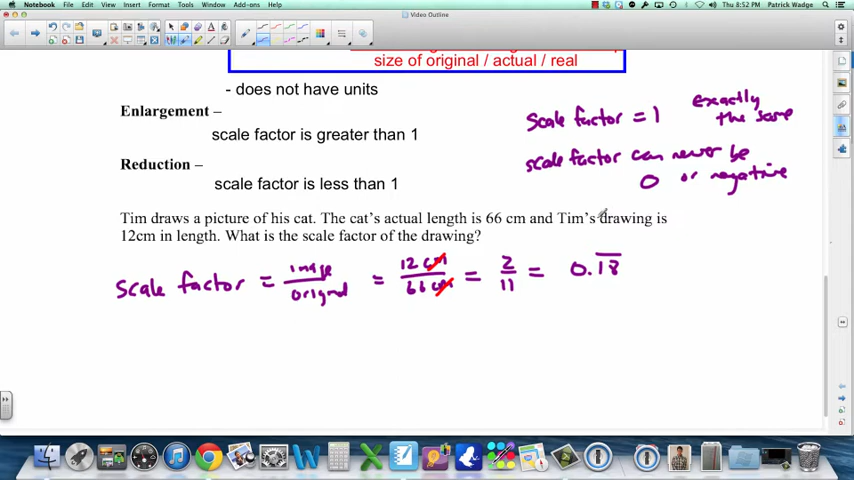 Window Help
Notebook File Edit View Insert Format Tools Window Add-ons Help
Thu 8:52 PM Patrick Wadge
Video Outline
size of original / actual / real
- does not have units
Enlargement –
scale factor is greater than 1
Reduction –
scale factor is less than 1
scale factor = 1 exactly
the same
scale factor can never be
0 or negative
Tim draws a picture of his cat. The cat's actual length is 66 cm and Tim's drawing is
12cm in length. What is the scale factor of the drawing?
scale factor = image / original = 12 cm / 66 cm = 2 / 11 = 0.1̅8̅